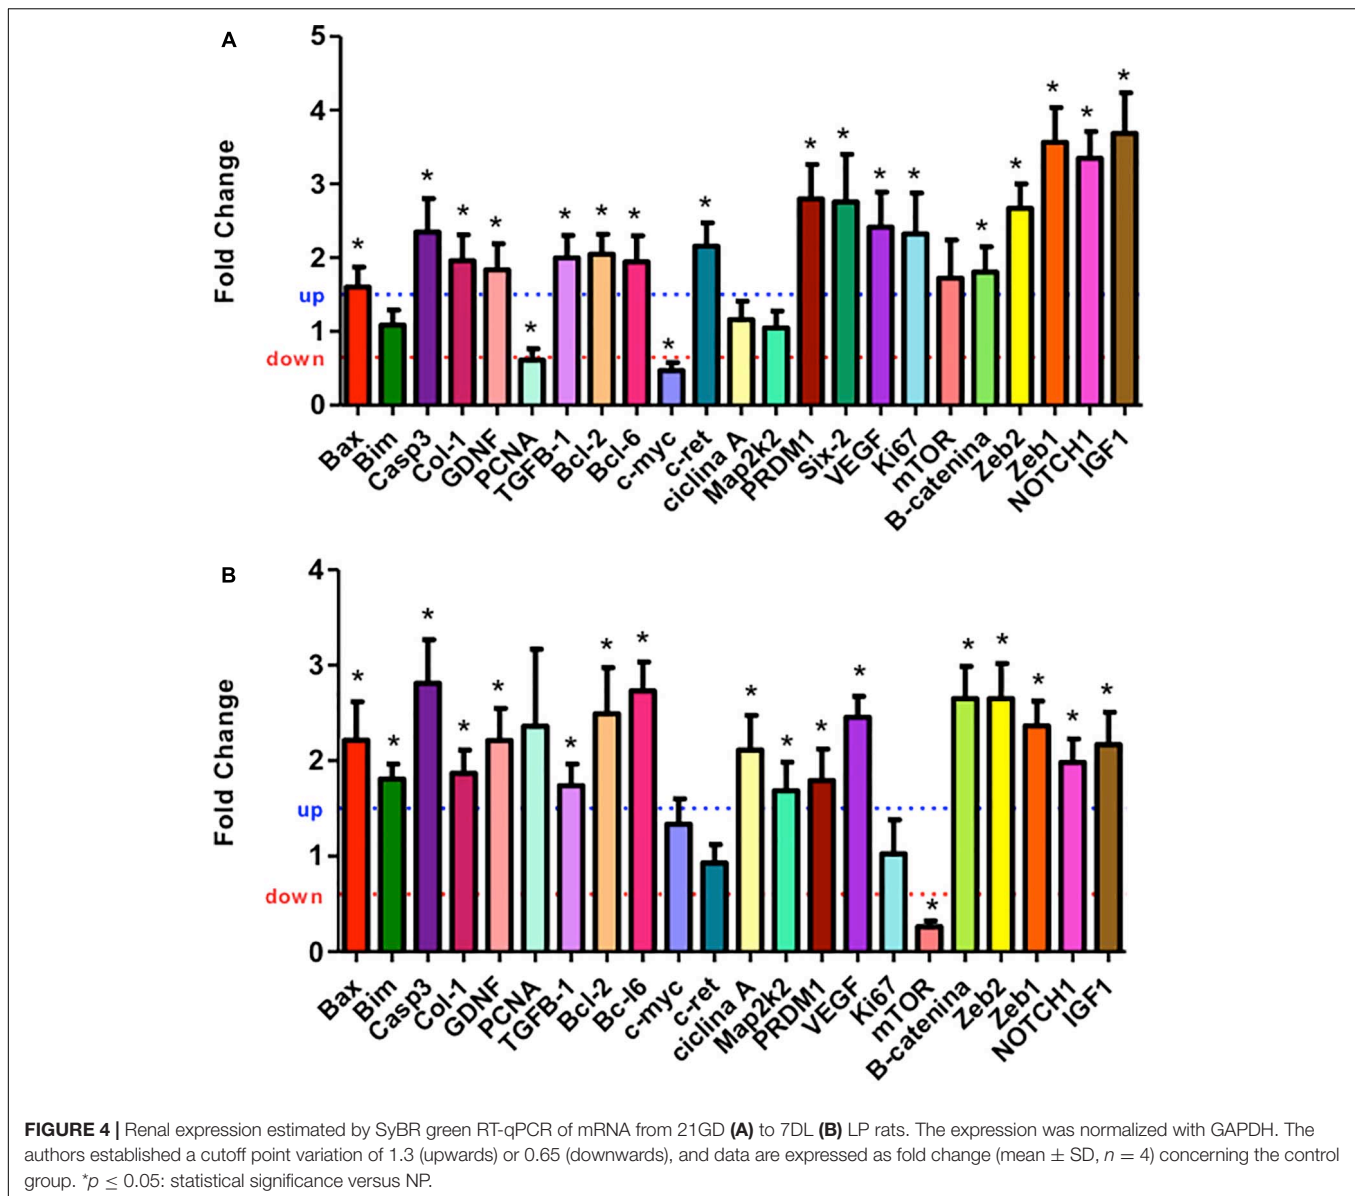 A
5
4
3
2
1
0
Fold Change
up
down
* * * * * * * * * * * * * * * * * * *
Bax Bim Casp3 Col-1 GDNF PCNA TGFB-1 Bcl-2 Bcl-6 c-myc c-ret ciclina A Map2k2 PRDM1 Six-2 VEGF Ki67 mTOR B-catenina Zeb2 Zeb1 NOTCH1 IGF1
B
4
3
2
1
0
Fold Change
up
down
* * * * * * * * * * * * * * * * * *
Bax Bim Casp3 Col-1 GDNF PCNA TGFB-1 Bcl-2 Bc-l6 c-myc c-ret ciclina A Map2k2 PRDM1 VEGF Ki67 mTOR B-catenina Zeb2 Zeb1 NOTCH1 IGF1
FIGURE 4 | Renal expression estimated by SyBR green RT-qPCR of mRNA from 21GD (A) to 7DL (B) LP rats. The expression was normalized with GAPDH. The
authors established a cutoff point variation of 1.3 (upwards) or 0.65 (downwards), and data are expressed as fold change (mean ± SD, n = 4) concerning the control
group. *p ≤ 0.05: statistical significance versus NP.